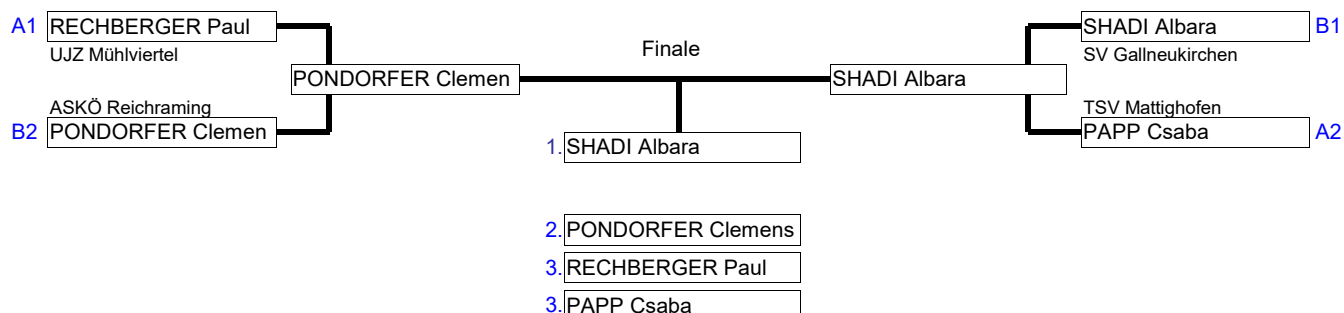 A1 RECHBERGER Paul
UJZ Mühlviertel
PONDORFER Clemen
ASKÖ Reichraming
B2 PONDORFER Clemen
Finale
SHADI Albara B1
SV Gallneukirchen
SHADI Albara
TSV Mattighofen
PAPP Csaba A2
1. SHADI Albara
2. PONDORFER Clemens
3. RECHBERGER Paul
3. PAPP Csaba